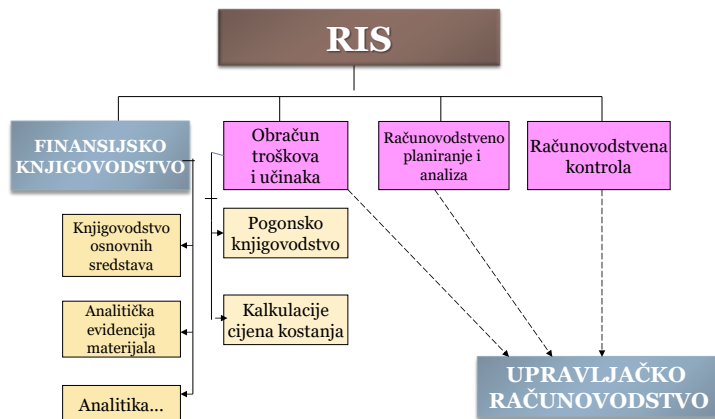 RIS
FINANSIJSKO
KNJIGOVODSTVO
Obračun
troškova
i učinaka
Računovodstveno
planiranje i
analiza
Računovodstvena
kontrola
Knjigovodstvo
osnovnih
sredstava
Pogonsko
knjigovodstvo
Analitička
evidencija
materijala
Kalkulacije
cijena kostanja
Analitika...
UPRAVLJAČKO
RAČUNOVODSTVO